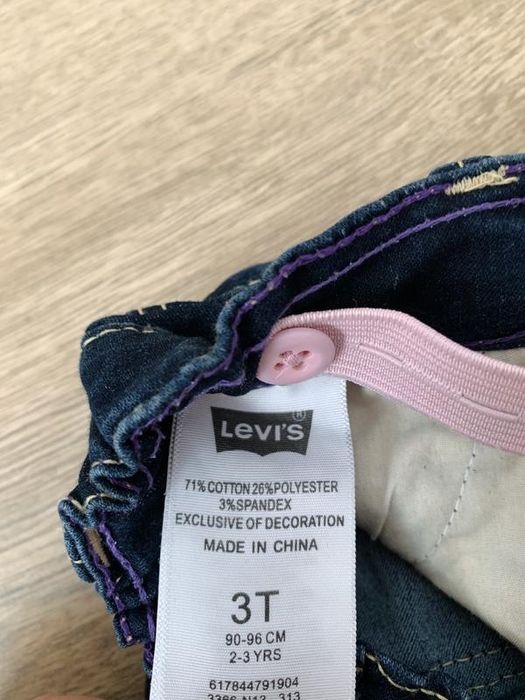 LEVI'S ®
71% COTTON 26%POLYESTER
3%SPANDEX
EXCLUSIVE OF DECORATION
MADE IN CHINA
3T
90-96 CM
2-3 YRS
617844791904
313